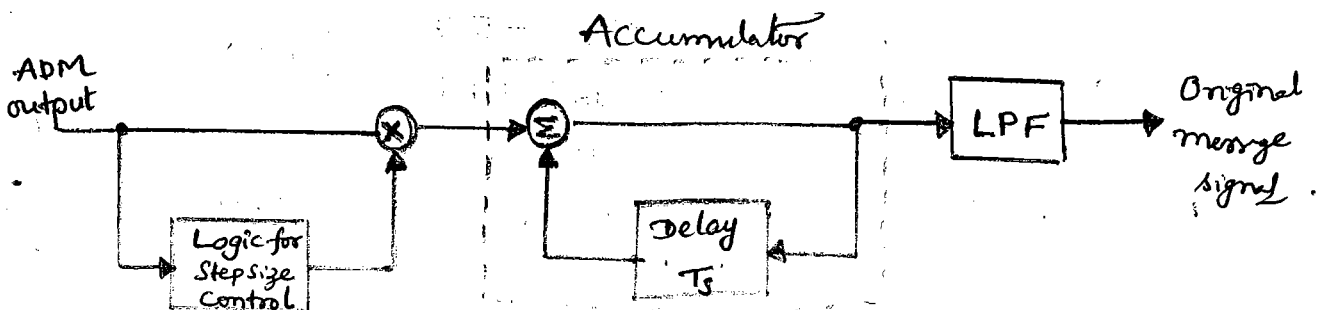 Accumulator
ADM
output
×
Σ
LPF
Original
message
signal.
Logic for
Stepsize
Control
Delay
Ts